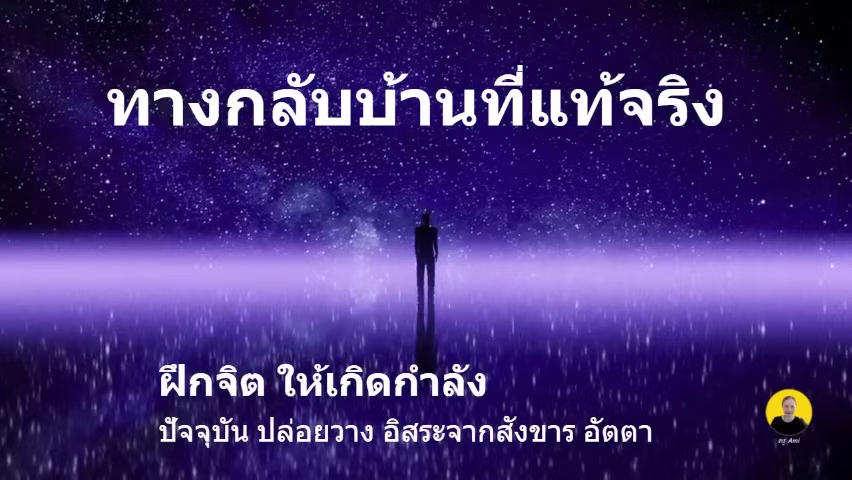 ทางกลับบ้านที่แท้จริง
ฝึกจิต ให้เกิดกำลัง
ปัจจุบัน ปล่อยวาง อิสระจากสังขาร อัตตา